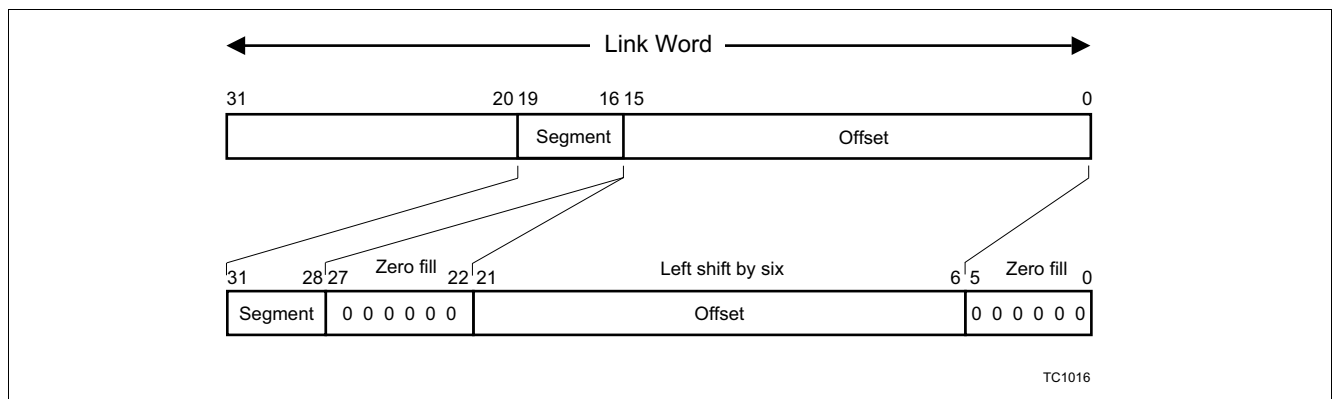 Link Word
31 20 19 16 15 0
Segment Offset
31 28 27 Zero fill 22 21 Left shift by six 6 5 Zero fill 0
Segment 0 0 0 0 0 0 Offset 0 0 0 0 0 0
TC1016